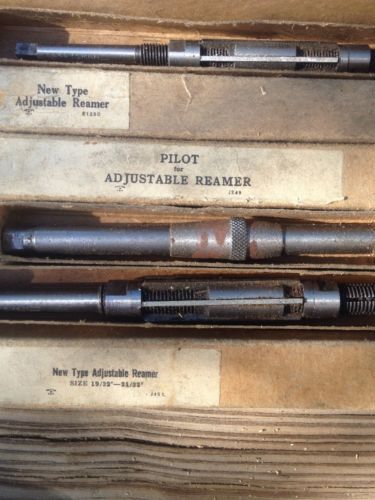 New Type
Adjustable Reamer
PILOT
for
ADJUSTABLE REAMER
New Type Adjustable Reamer
SIZE 19/32"—21/32"